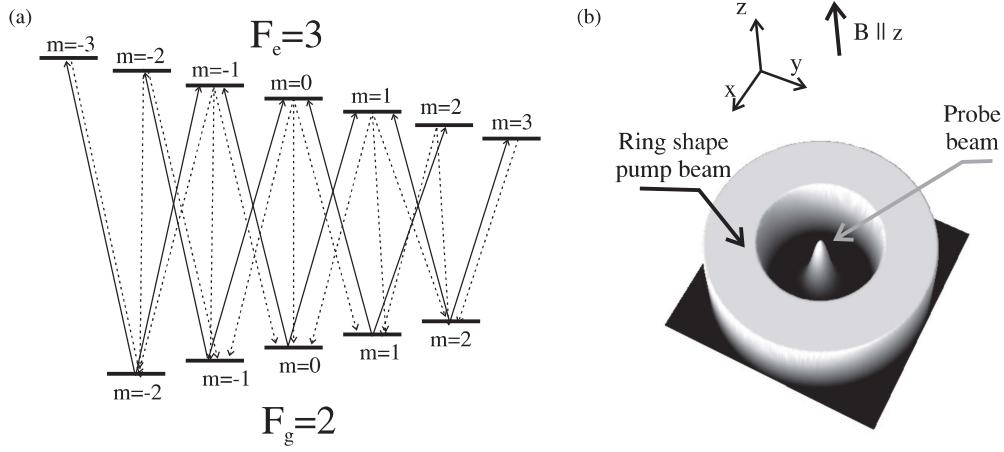 (a)
F_e=3
m=-3
m=-2
m=-1
m=0
m=1
m=2
m=3
m=-2
m=-1
m=0
m=1
m=2
F_g=2
(b)
z
B || z
y
x
Ring shape
pump beam
Probe
beam